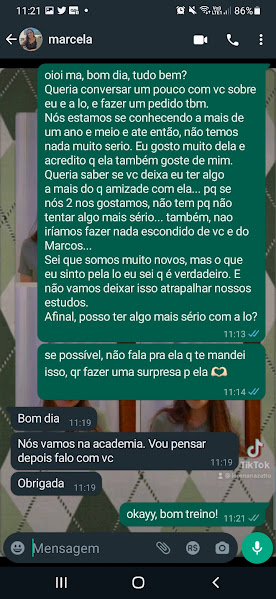 11:21
86%
marcela
oioi ma, bom dia, tudo bem?
Queria conversar um pouco com vc sobre
eu e a lo, e fazer um pedido tbm.
Nós estamos se conhecendo a mais de
um ano e meio e ate então, não temos
nada muito serio. Eu gosto muito dela e
acredito q ela também goste de mim.
Queria saber se vc deixa eu ter algo
a mais do q amizade com ela... pq se
nós 2 nos gostamos, não tem pq não
tentar algo mais sério... também, nao
iríamos fazer nada escondido de vc e do
Marcos...
Sei que somos muito novos, mas o que
eu sinto pela lo eu sei q é verdadeiro. E
não vamos deixar isso atrapalhar nossos
estudos.
Afinal, posso ter algo mais sério com a lo?
11:13
se possível, não fala pra ela q te mandei
isso, qr fazer uma surpresa p ela 🫶🏻
11:14
Bom dia
11:19
Nós vamos na academia. Vou pensar
depois falo com vc
11:19
Obrigada
11:19
TikTok
okayy, bom treino!
11:21
Mensagem
R$